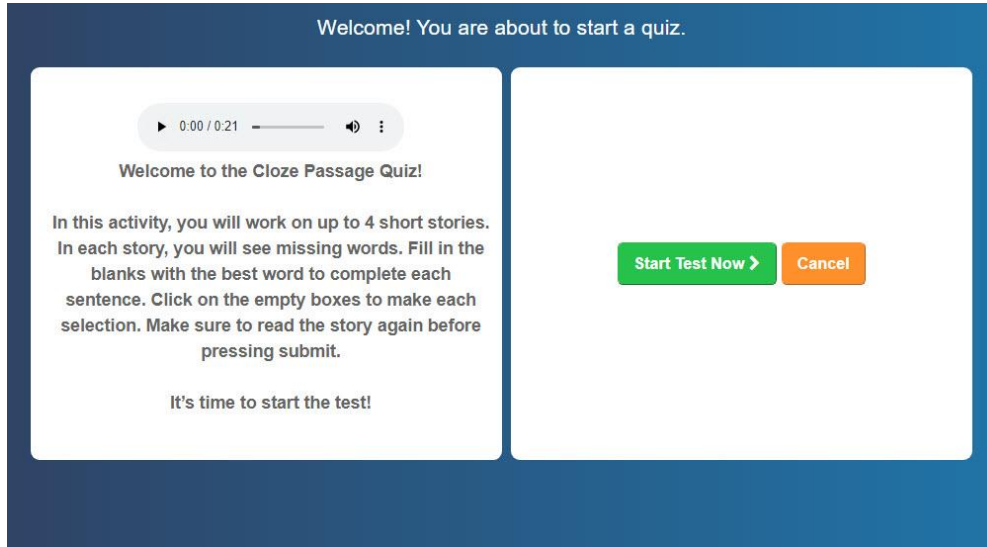 Welcome! You are about to start a quiz.
0:00 / 0:21
Welcome to the Cloze Passage Quiz!
In this activity, you will work on up to 4 short stories.
In each story, you will see missing words. Fill in the
blanks with the best word to complete each
sentence. Click on the empty boxes to make each
selection. Make sure to read the story again before
pressing submit.
It’s time to start the test!
Start Test Now
Cancel